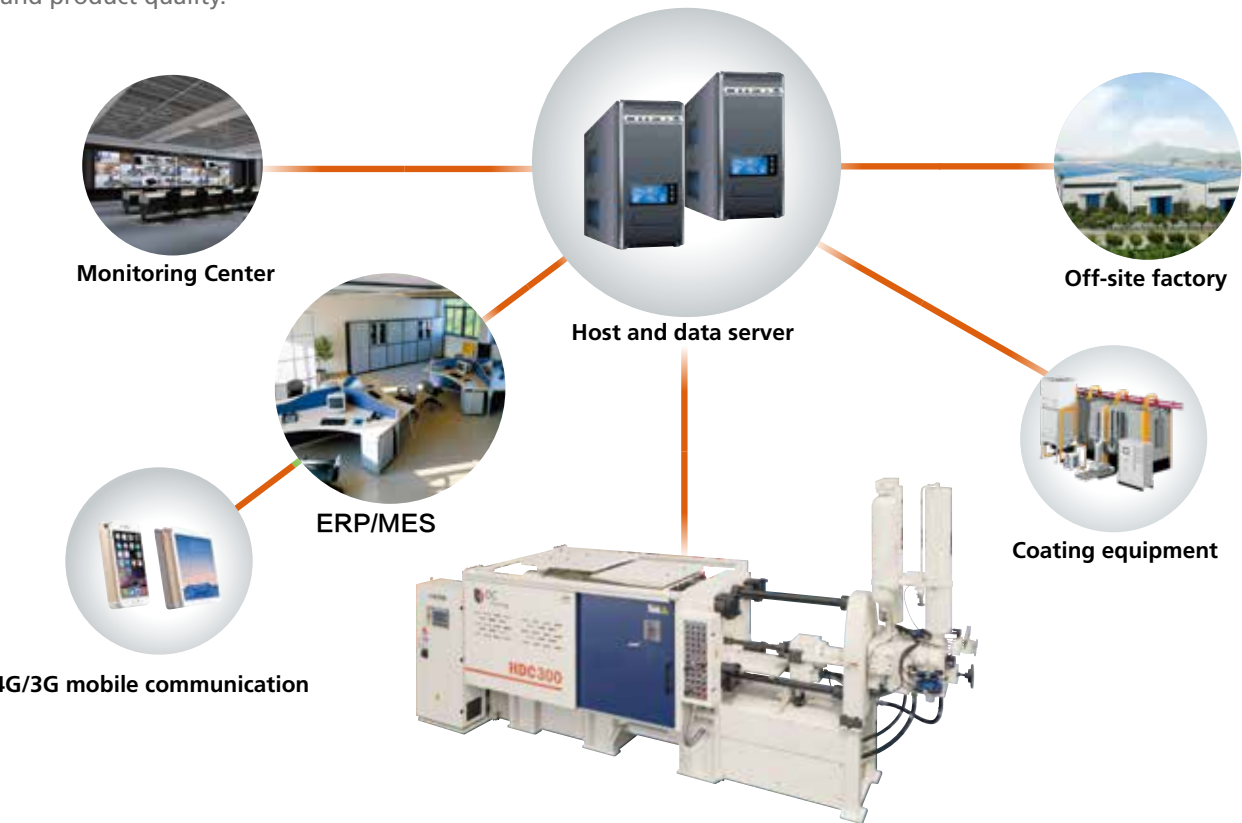 and product quality.
Monitoring Center
Off-site factory
Host and data server
ERP/MES
Coating equipment
4G/3G mobile communication
HDC300